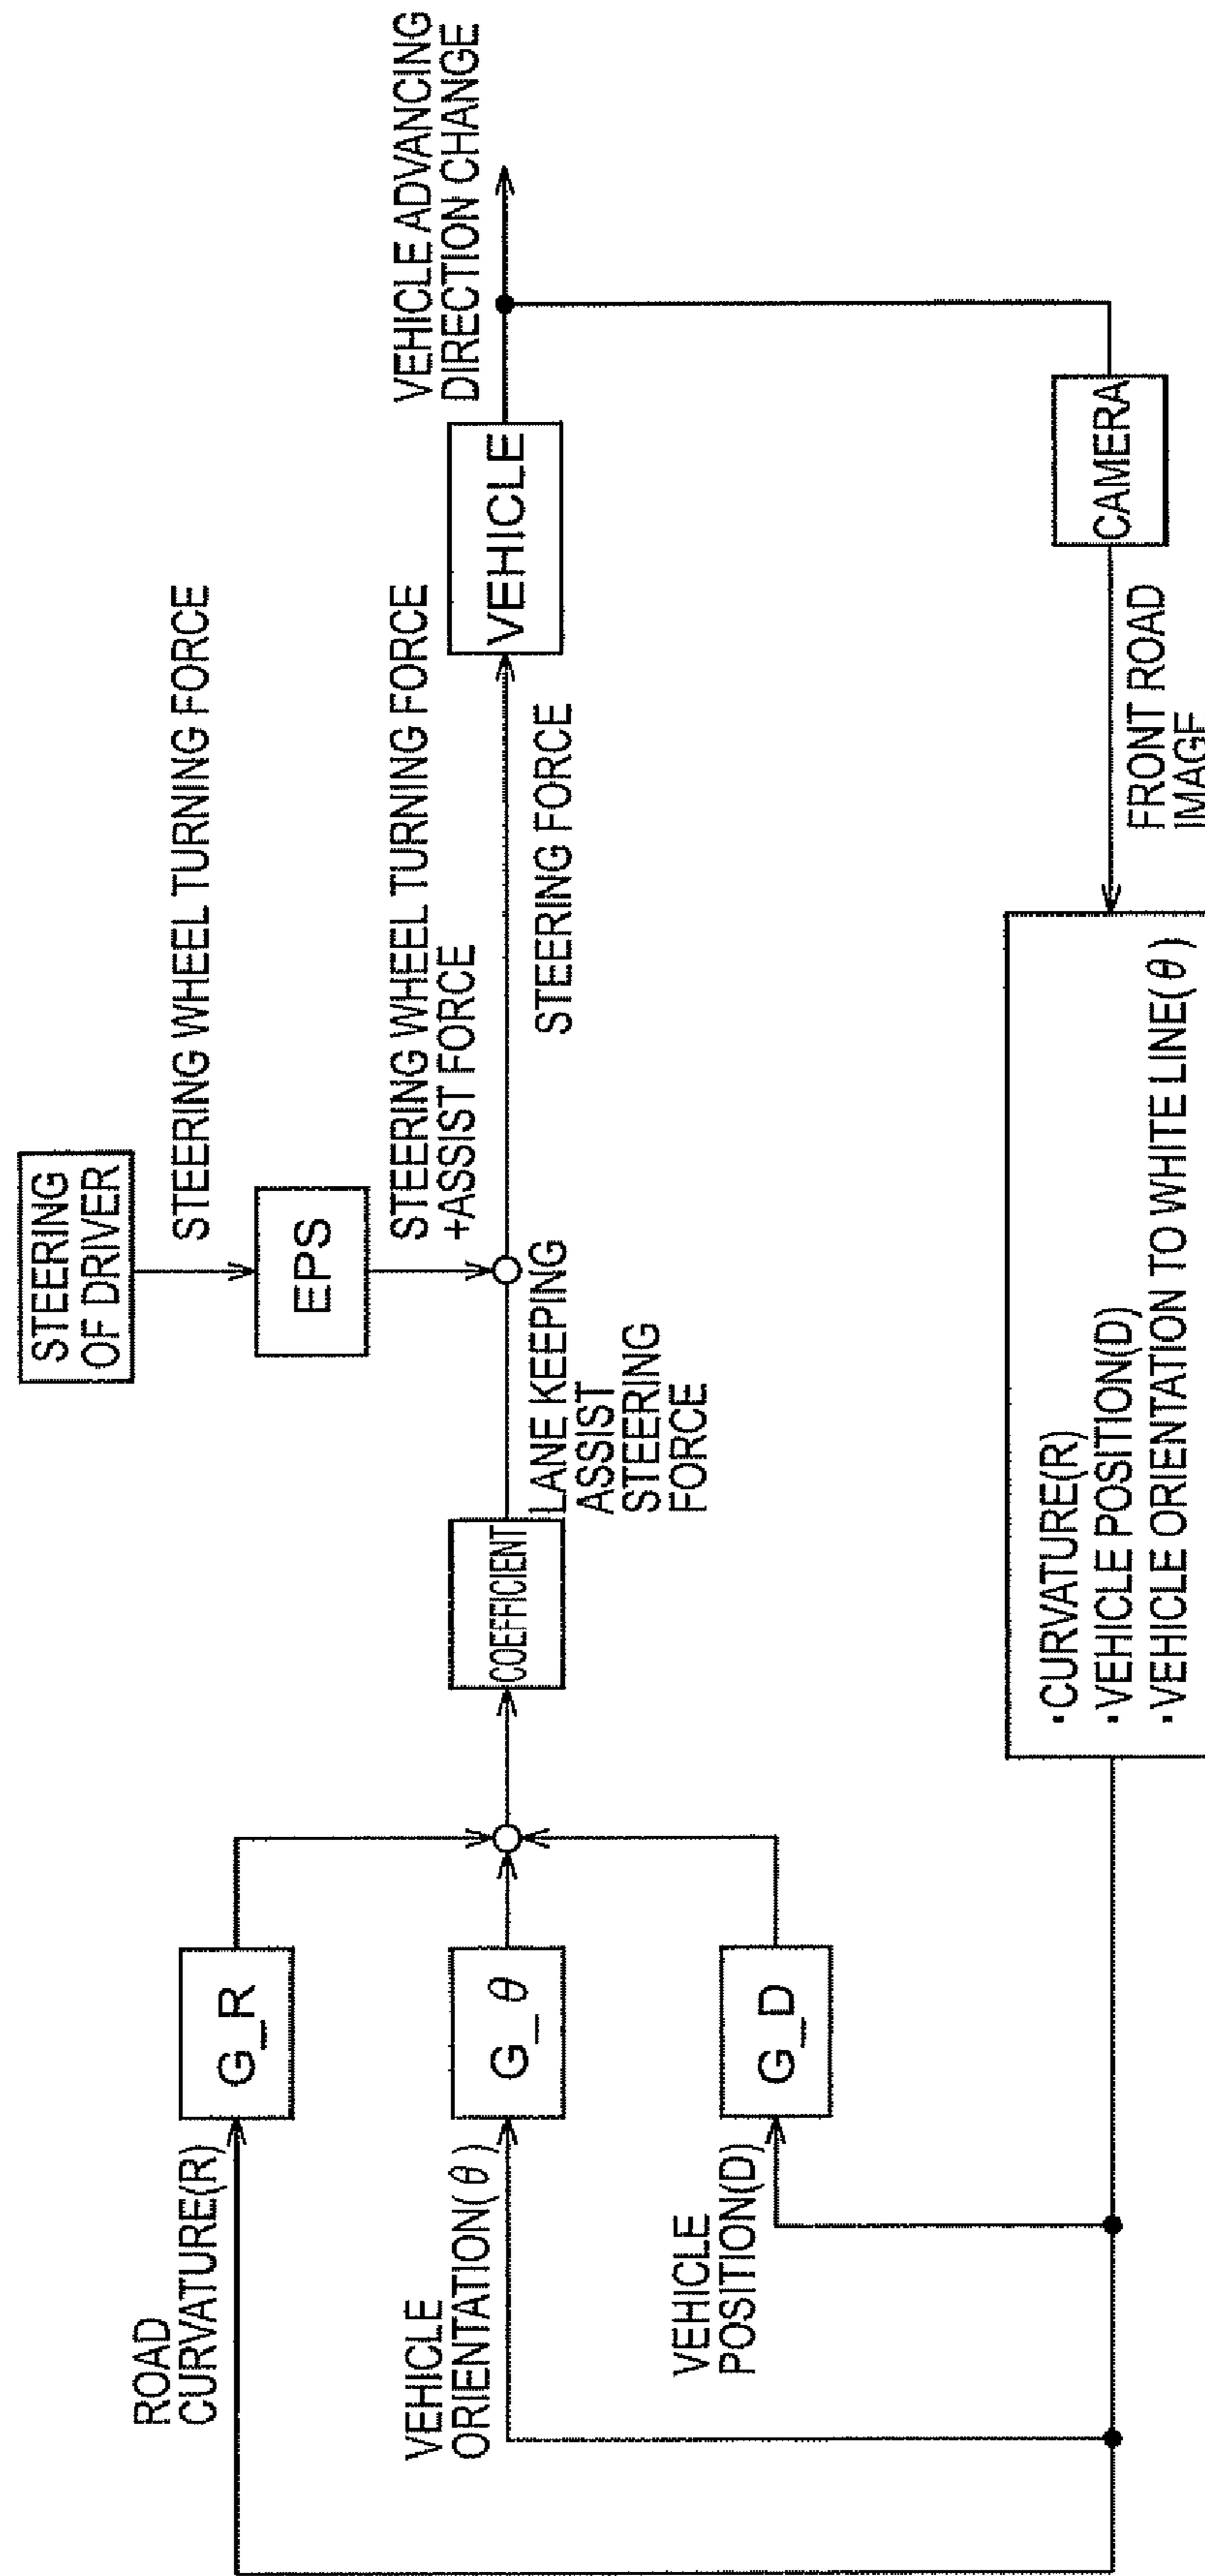 STEERING
OF DRIVER
STEERING WHEEL TURNING FORCE
EPS
STEERING WHEEL TURNING FORCE
+ASSIST FORCE
VEHICLE ADVANCING
DIRECTION CHANGE
ROAD
CURVATURE(R)
G_R
VEHICLE
ORIENTATION(θ)
G_θ
COEFFICIENT
LANE KEEPING
ASSIST
STEERING
FORCE
STEERING FORCE
VEHICLE
VEHICLE
POSITION(D)
G_D
·CURVATURE(R)
·VEHICLE POSITION(D)
·VEHICLE ORIENTATION TO WHITE LINE(θ)
FRONT ROAD
IMAGE
CAMERA